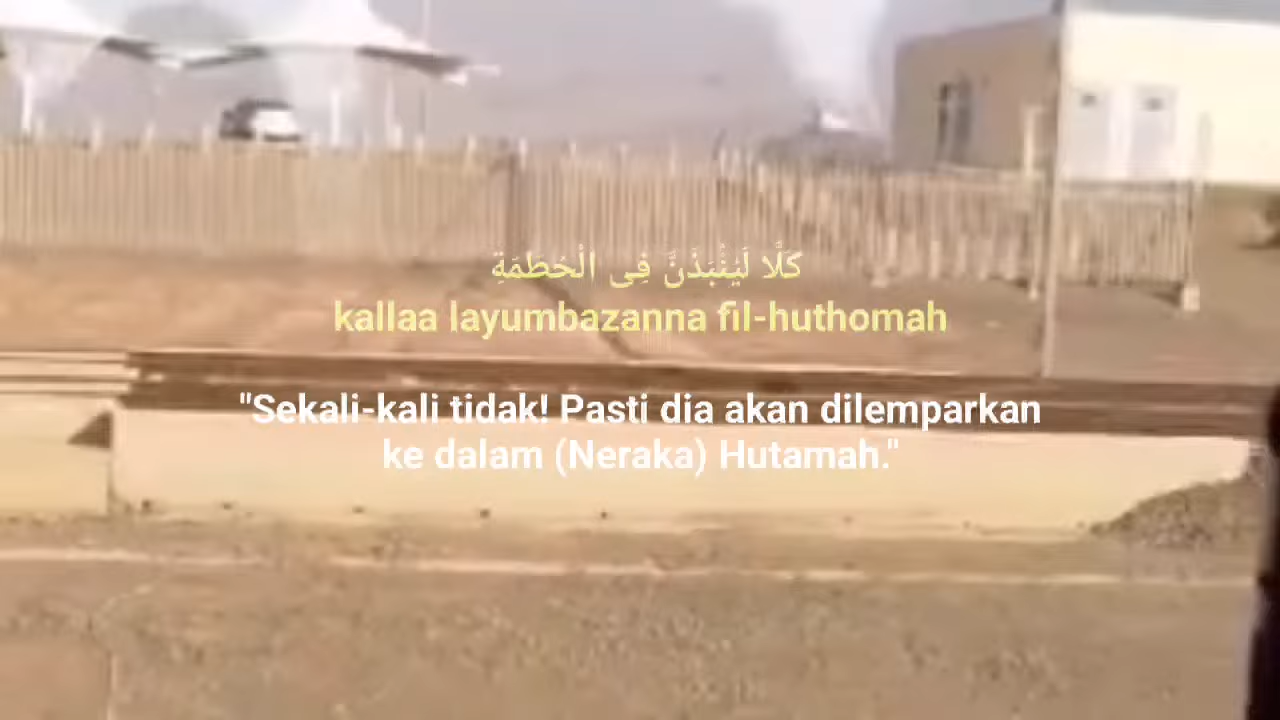 كَلَّا لَيُنْۢبَذَنَّ فِى الْحُطَمَةِ
kallaa layumbazanna fil-huthomah
"Sekali-kali tidak! Pasti dia akan dilemparkan
ke dalam (Neraka) Hutamah."